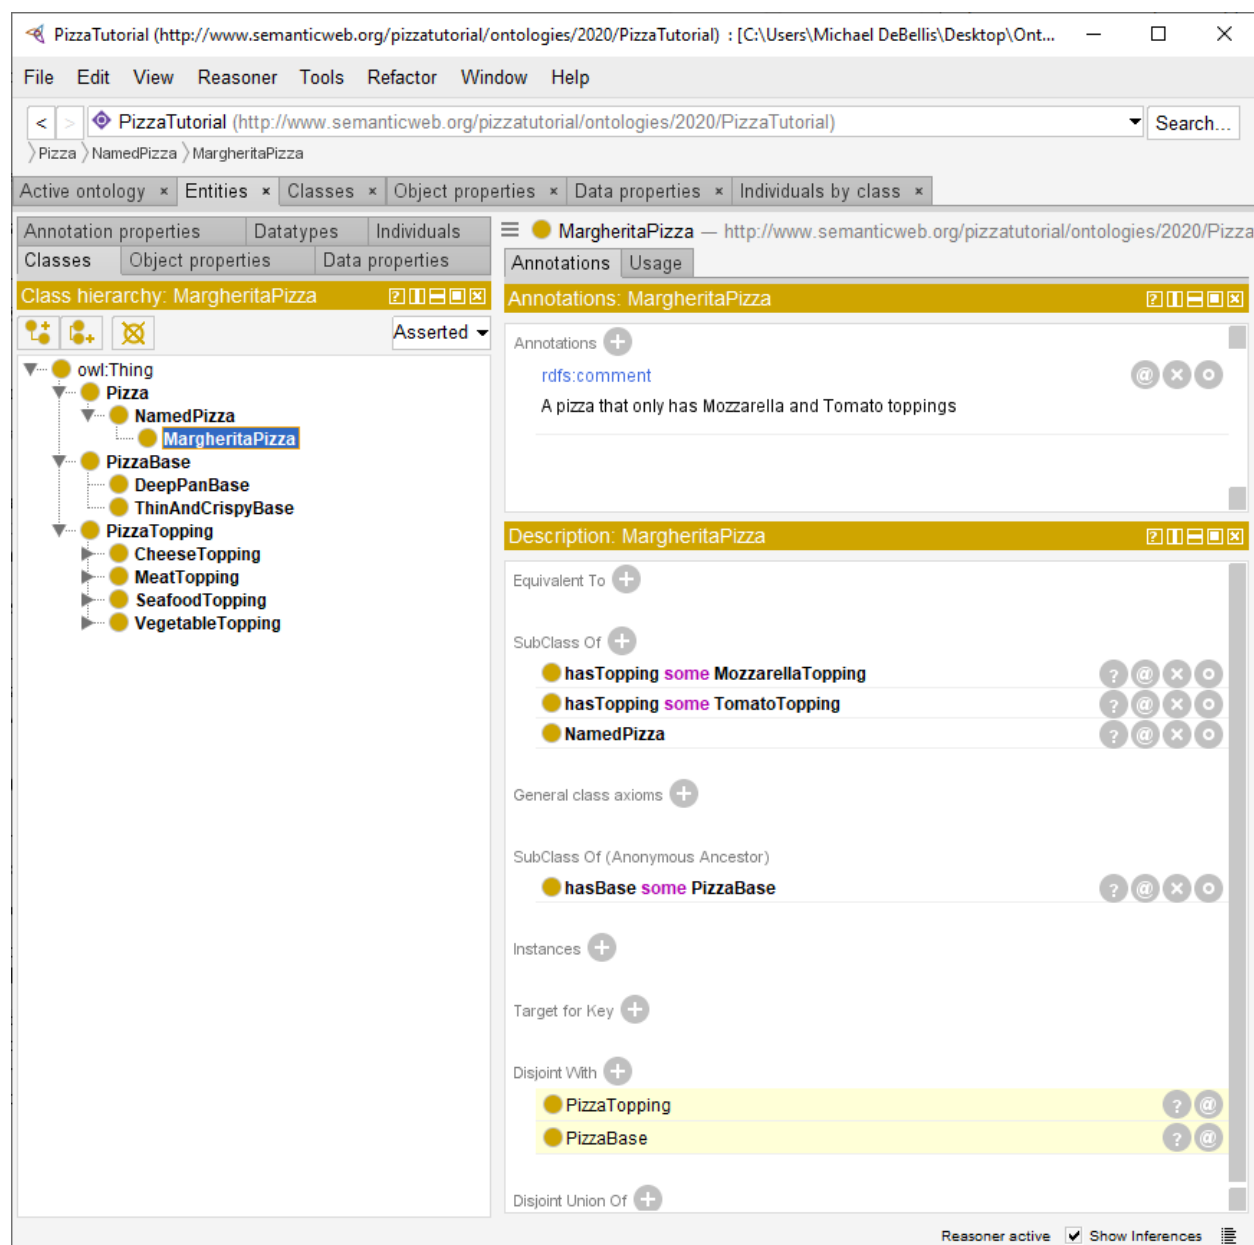 PizzaTutorial (http://www.semanticweb.org/pizzatutorial/ontologies/2020/PizzaTutorial) : [C:\Users\Michael DeBellis\Desktop\Ont...
File Edit View Reasoner Tools Refactor Window Help
< > PizzaTutorial (http://www.semanticweb.org/pizzatutorial/ontologies/2020/PizzaTutorial) Search...
Pizza NamedPizza MargheritaPizza
Active ontology × Entities × Classes × Object properties × Data properties × Individuals by class ×
Annotation properties Datatypes Individuals
Classes Object properties Data properties
Class hierarchy: MargheritaPizza
Asserted
owl:Thing
Pizza
NamedPizza
MargheritaPizza
PizzaBase
DeepPanBase
ThinAndCrispyBase
PizzaTopping
CheeseTopping
MeatTopping
SeafoodTopping
VegetableTopping
MargheritaPizza — http://www.semanticweb.org/pizzatutorial/ontologies/2020/Pizza
Annotations Usage
Annotations: MargheritaPizza
Annotations
rdfs:comment
A pizza that only has Mozzarella and Tomato toppings
Description: MargheritaPizza
Equivalent To
SubClass Of
hasTopping some MozzarellaTopping
hasTopping some TomatoTopping
NamedPizza
General class axioms
SubClass Of (Anonymous Ancestor)
hasBase some PizzaBase
Instances
Target for Key
Disjoint With
PizzaTopping
PizzaBase
Disjoint Union Of
Reasoner active Show Inferences